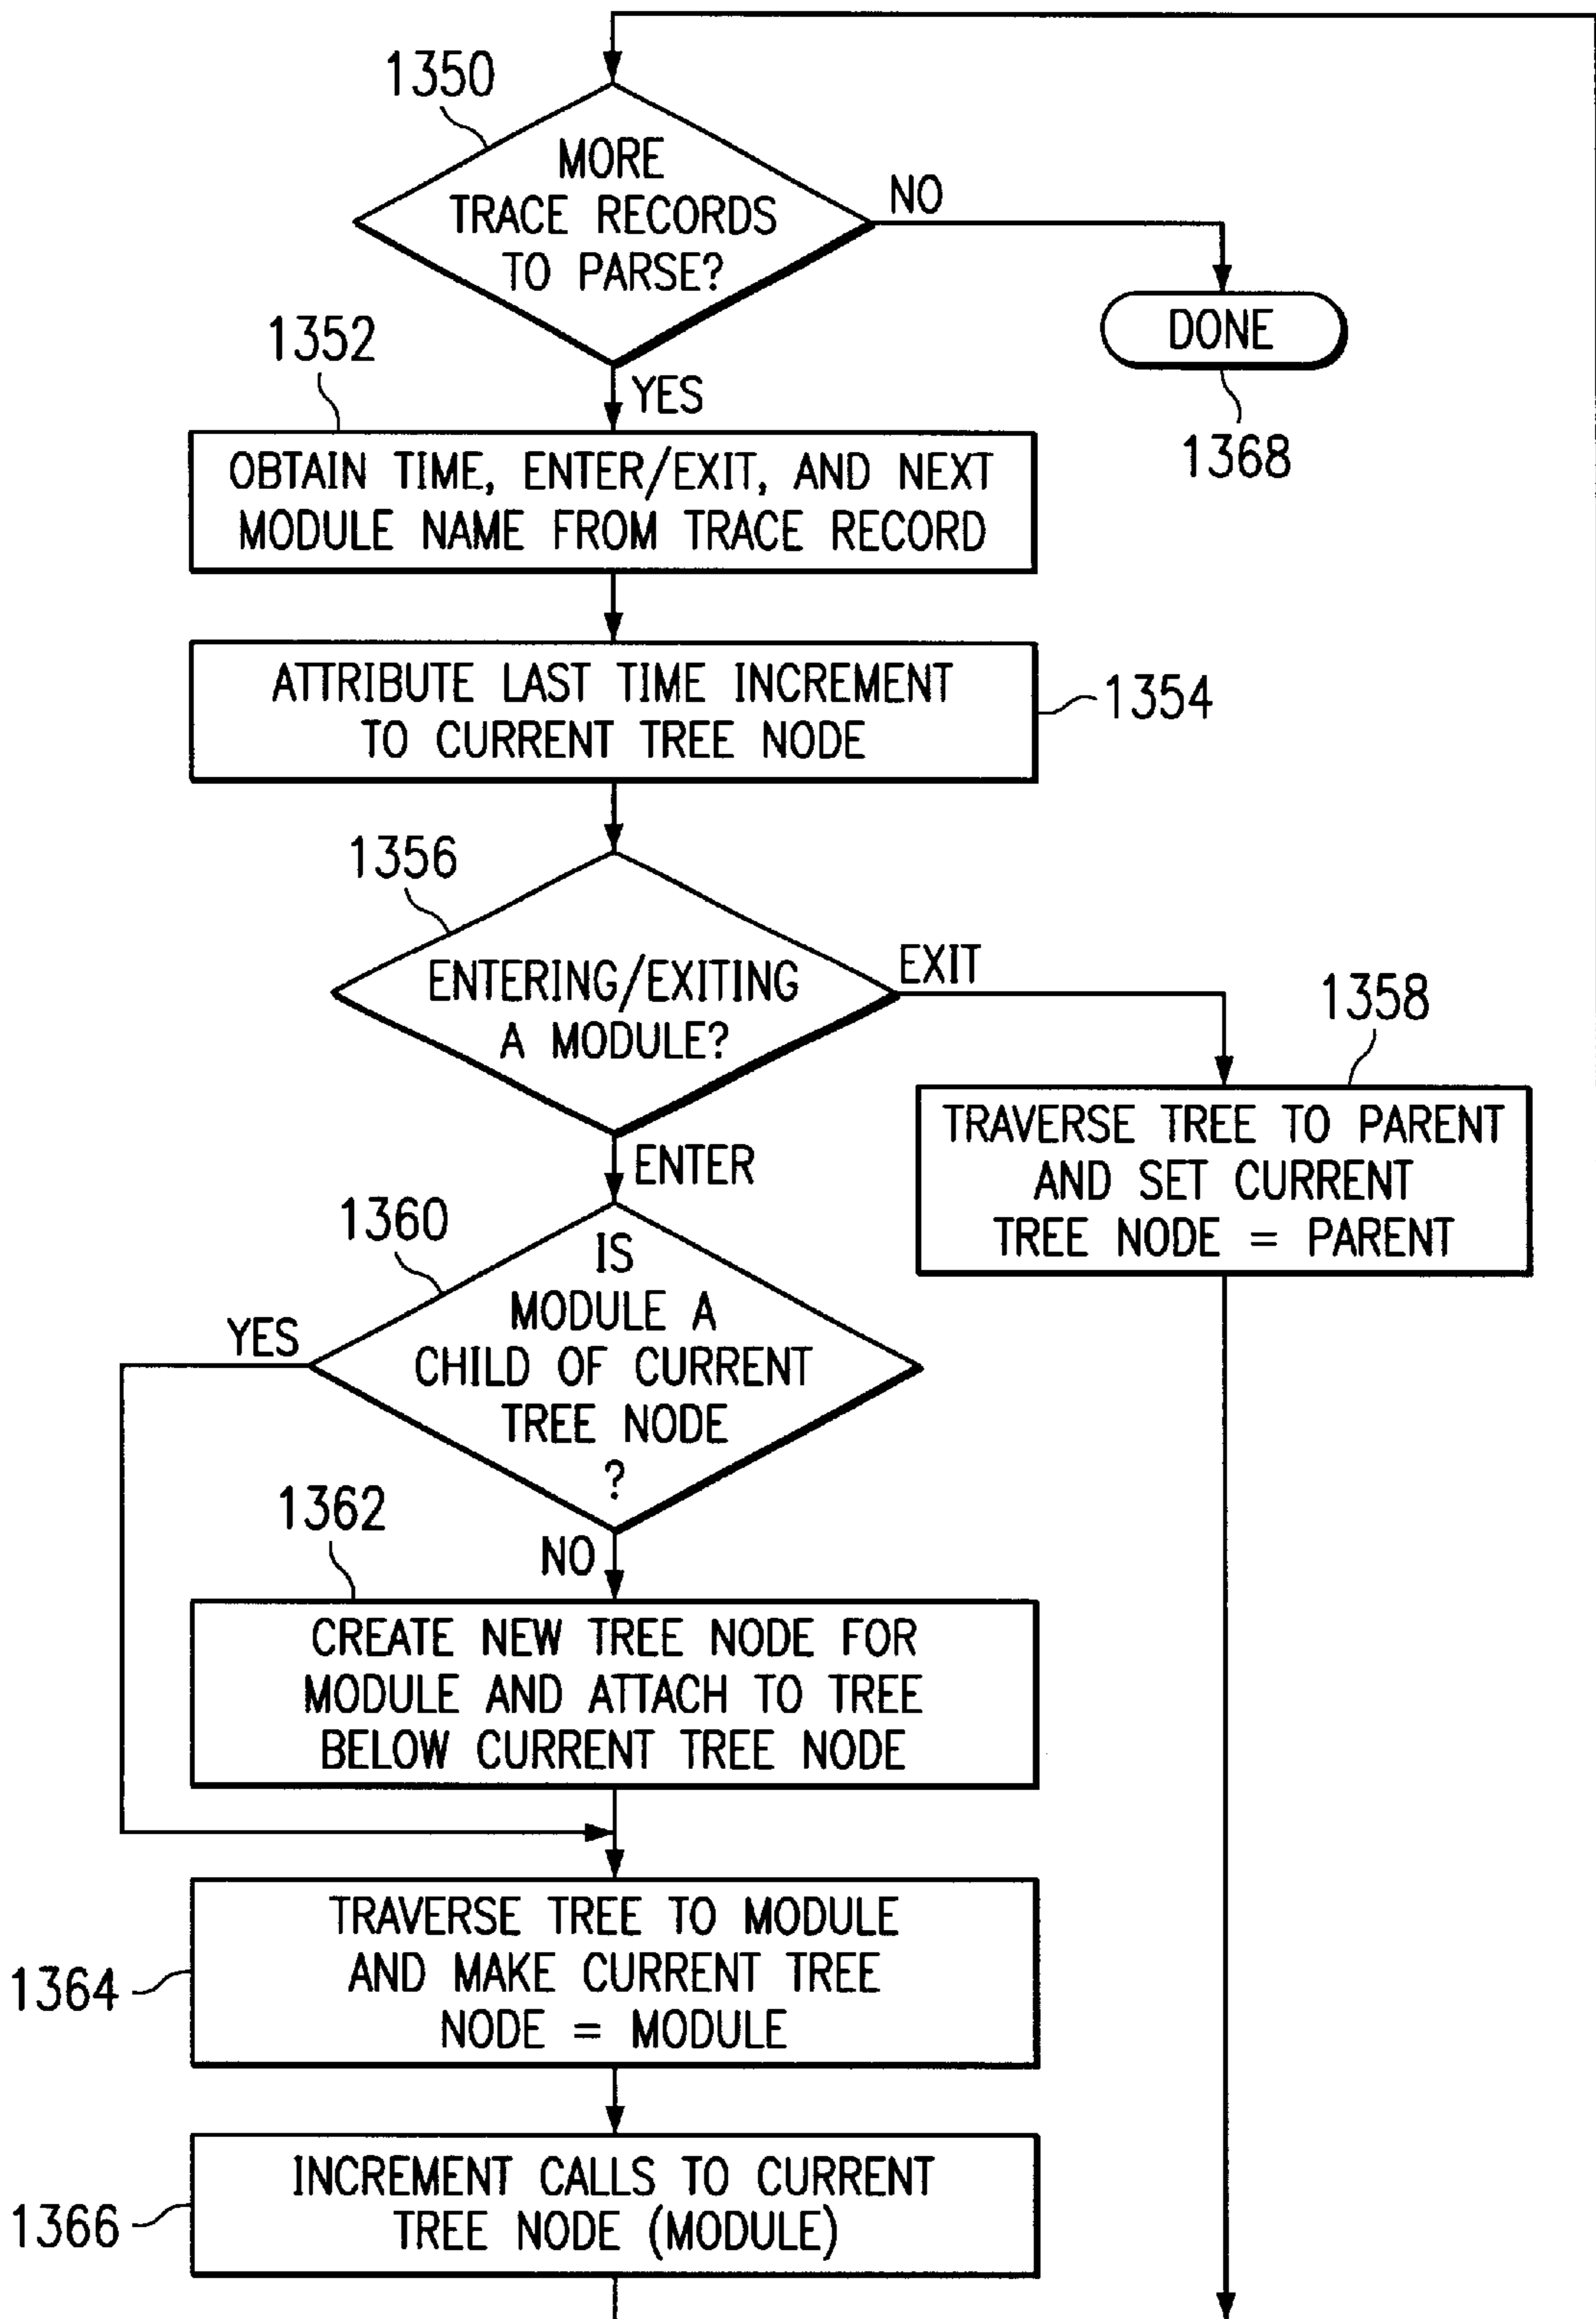 1350
MORE
TRACE RECORDS
TO PARSE?
NO
DONE
1368
YES
1352
OBTAIN TIME, ENTER/EXIT, AND NEXT
MODULE NAME FROM TRACE RECORD
ATTRIBUTE LAST TIME INCREMENT
TO CURRENT TREE NODE
1354
1356
ENTERING/EXITING
A MODULE?
EXIT
1358
TRAVERSE TREE TO PARENT
AND SET CURRENT
TREE NODE = PARENT
ENTER
1360
IS
MODULE A
CHILD OF CURRENT
TREE NODE
?
YES
NO
1362
CREATE NEW TREE NODE FOR
MODULE AND ATTACH TO TREE
BELOW CURRENT TREE NODE
TRAVERSE TREE TO MODULE
AND MAKE CURRENT TREE
NODE = MODULE
1364
INCREMENT CALLS TO CURRENT
TREE NODE (MODULE)
1366